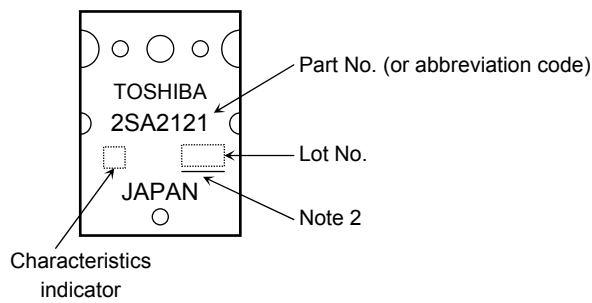 TOSHIBA
2SA2121
JAPAN
Part No. (or abbreviation code)
Lot No.
Note 2
Characteristics
indicator